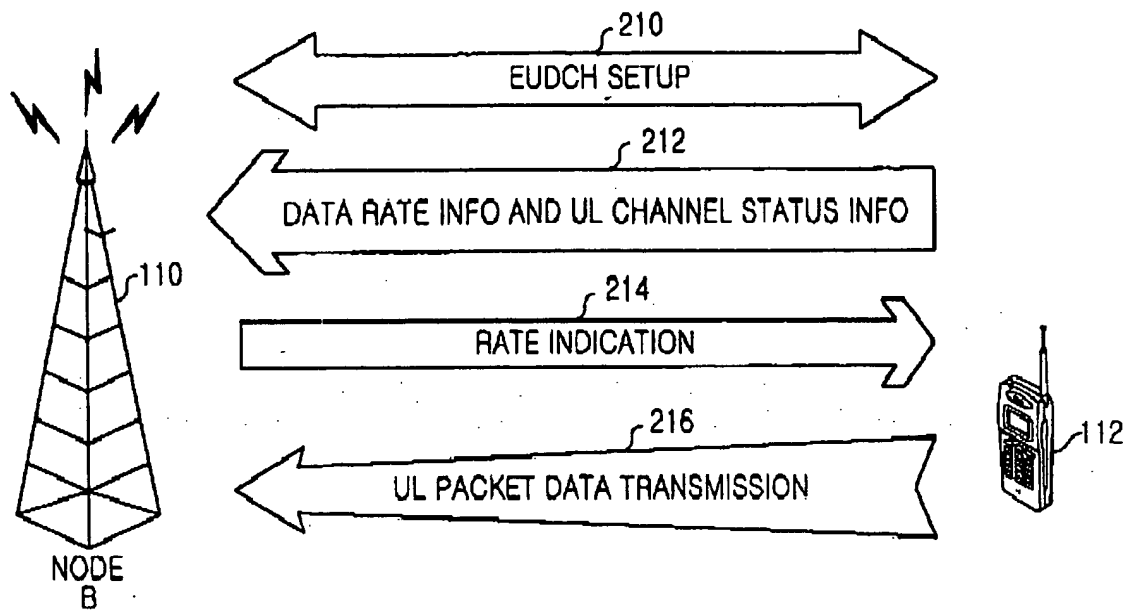 210
EUDCH SETUP
212
DATA RATE INFO AND UL CHANNEL STATUS INFO
110
214
RATE INDICATION
216
UL PACKET DATA TRANSMISSION
112
NODE
B